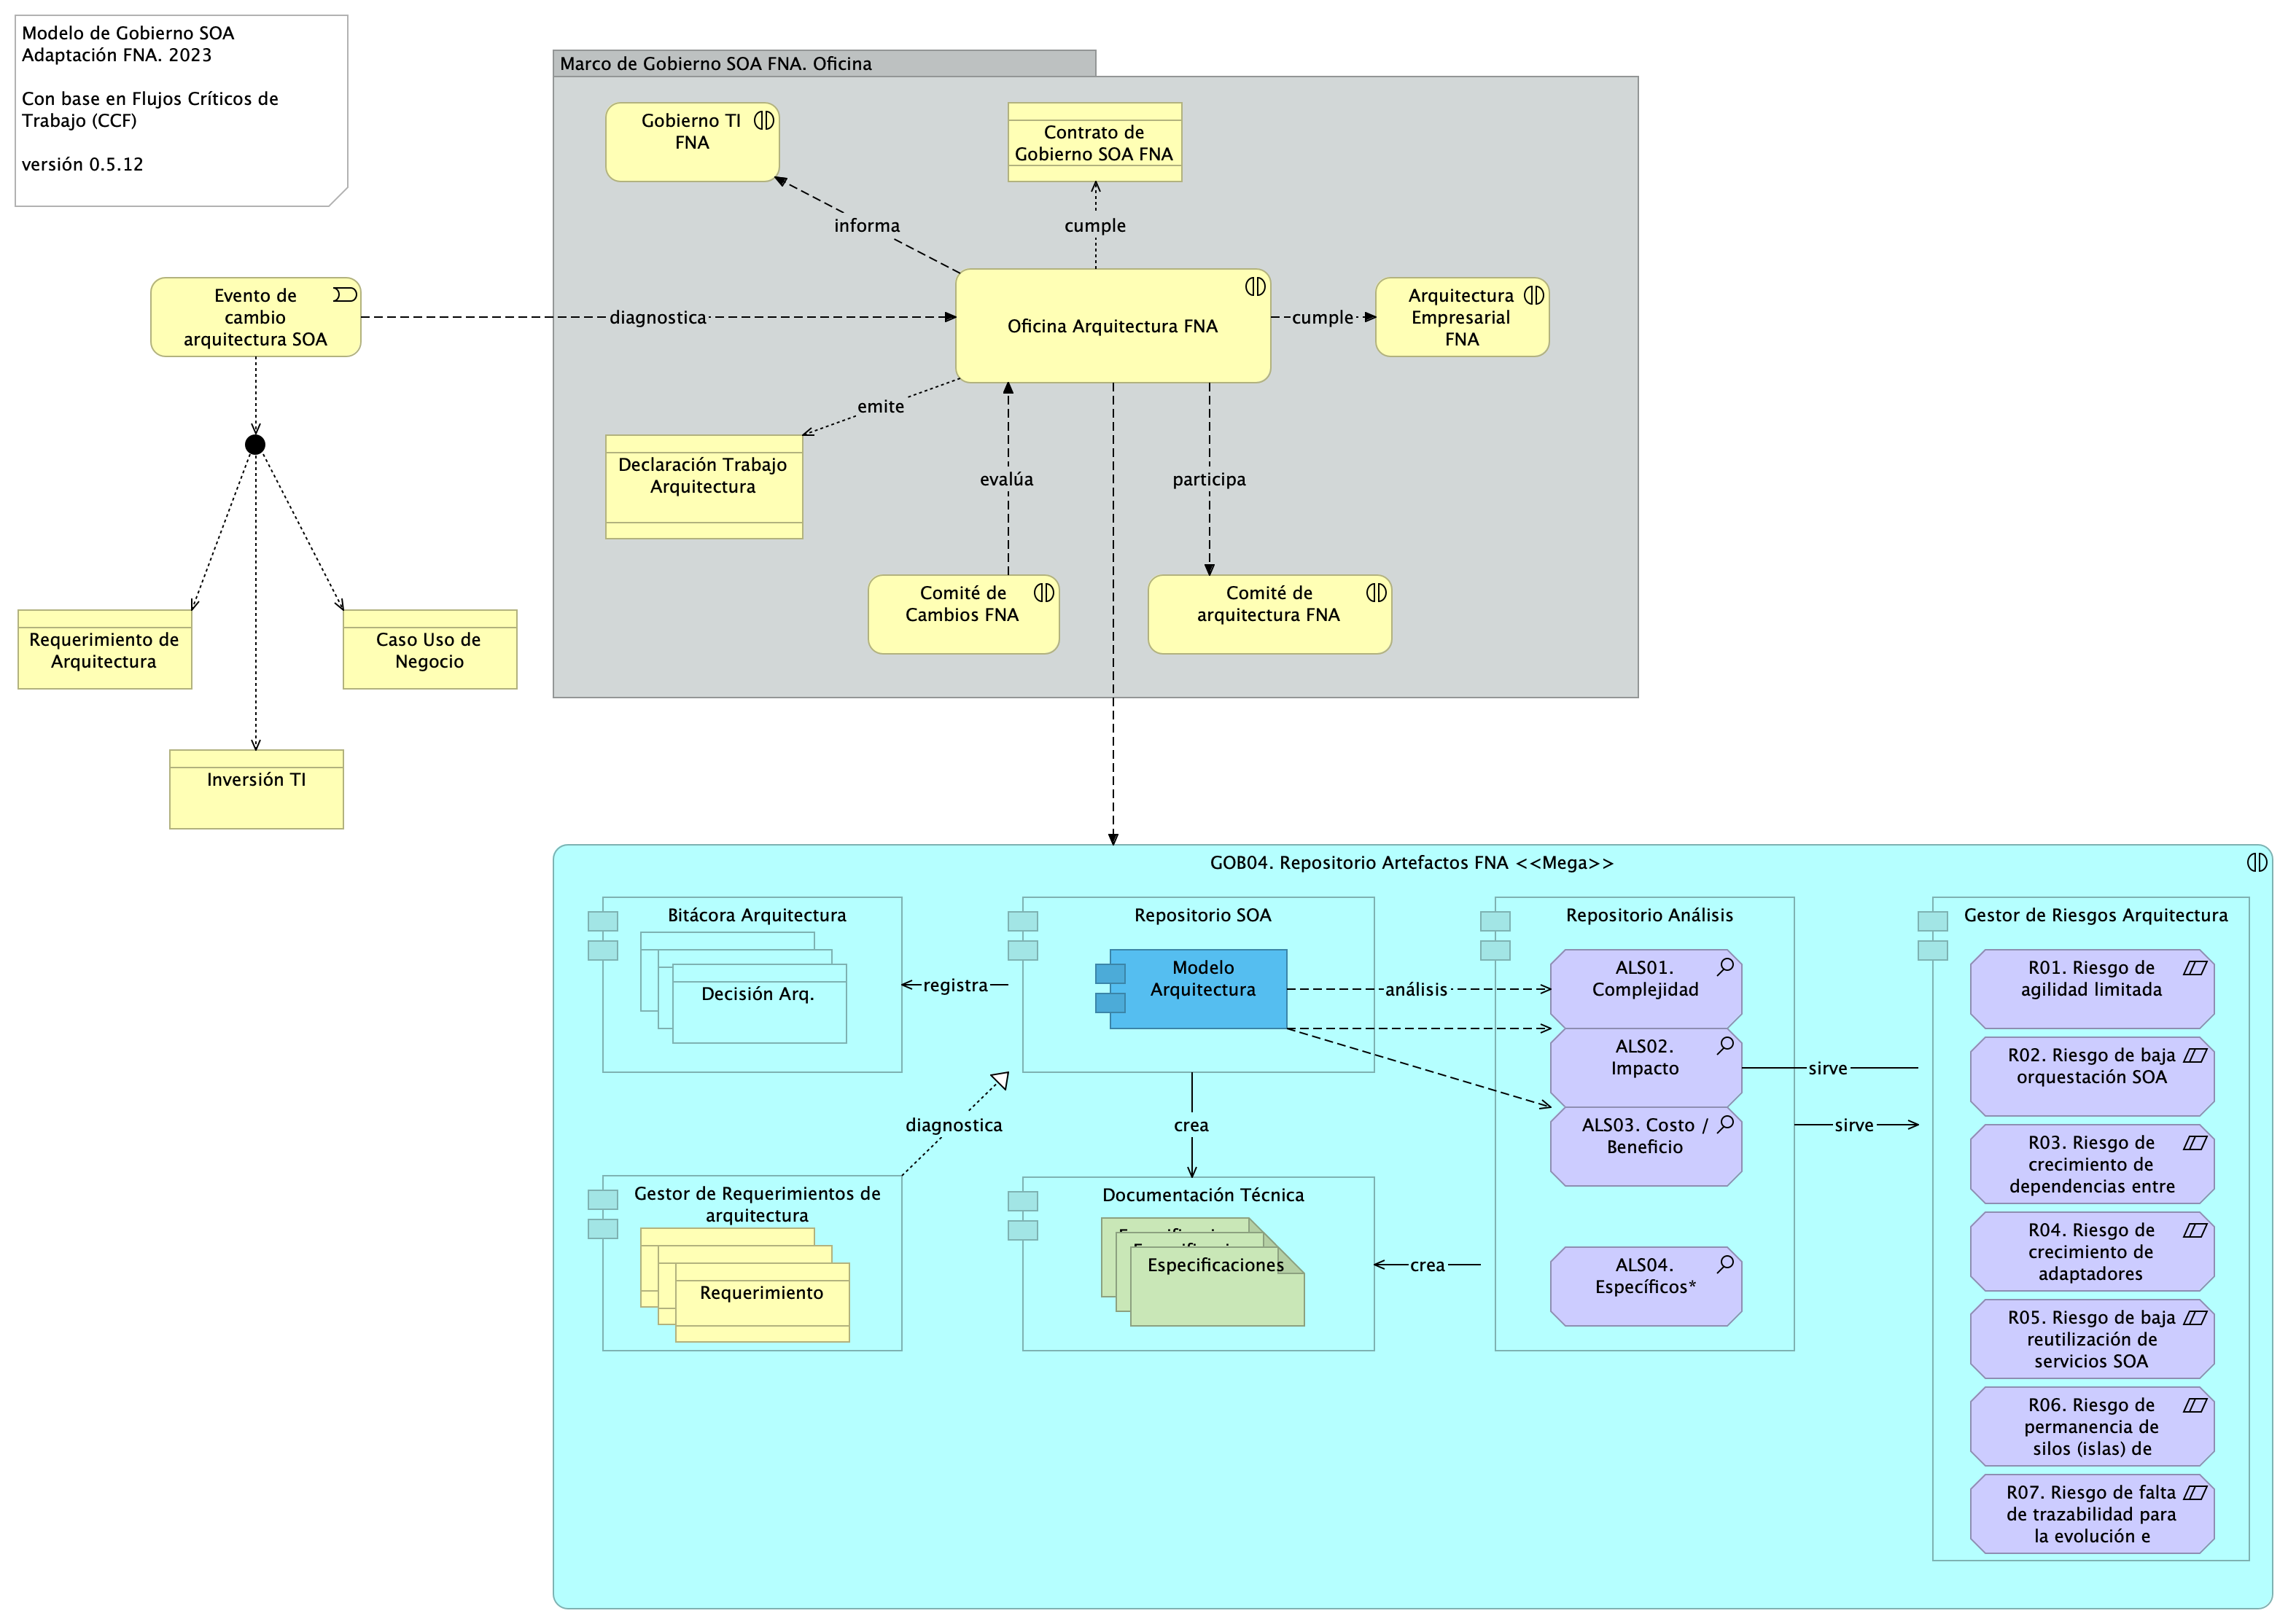 Modelo de Gobierno SOA
Adaptación FNA. 2023
Con base en Flujos Críticos de
Trabajo (CCF)
versión 0.5.12
Marco de Gobierno SOA FNA. Oficina
Gobierno TI
FNA
Contrato de
Gobierno SOA FNA
informa
cumple
Evento de
cambio
arquitectura SOA
diagnostica
Oficina Arquitectura FNA
cumple
Arquitectura
Empresarial
FNA
emite
Declaración Trabajo
Arquitectura
evalúa
participa
Comité de
Cambios FNA
Comité de
arquitectura FNA
Requerimiento de
Arquitectura
Caso Uso de
Negocio
Inversión TI
GOB04. Repositorio Artefactos FNA <<Mega>>
Bitácora Arquitectura
Decisión Arq.
registra
Repositorio SOA
Modelo
Arquitectura
análisis
Repositorio Análisis
ALS01.
Complejidad
ALS02.
Impacto
ALS03. Costo /
Beneficio
ALS04.
Específicos*
sirve
sirve
diagnostica
crea
Gestor de Requerimientos de
arquitectura
Requerimiento
Documentación Técnica
Especificaciones
crea
Gestor de Riesgos Arquitectura
R01. Riesgo de
agilidad limitada
R02. Riesgo de baja
orquestación SOA
R03. Riesgo de
crecimiento de
dependencias entre
R04. Riesgo de
crecimiento de
adaptadores
R05. Riesgo de baja
reutilización de
servicios SOA
R06. Riesgo de
permanencia de
silos (islas) de
R07. Riesgo de falta
de trazabilidad para
la evolución e